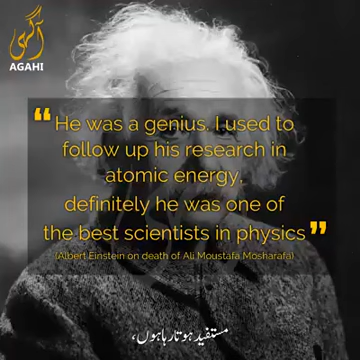 آگہی
AGAHI
“He was a genius. I used to
follow up his research in
atomic energy,
definitely he was one of
the best scientists in physics”
(Albert Einstein on death of Ali Moustafa Mosharafa)
مستفید ہوتا رہا ہوں،